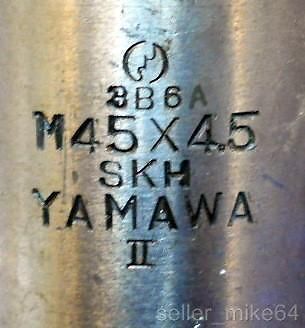 3B6A
M45X4.5
SKH
YAMAWA
II
seller_mike64